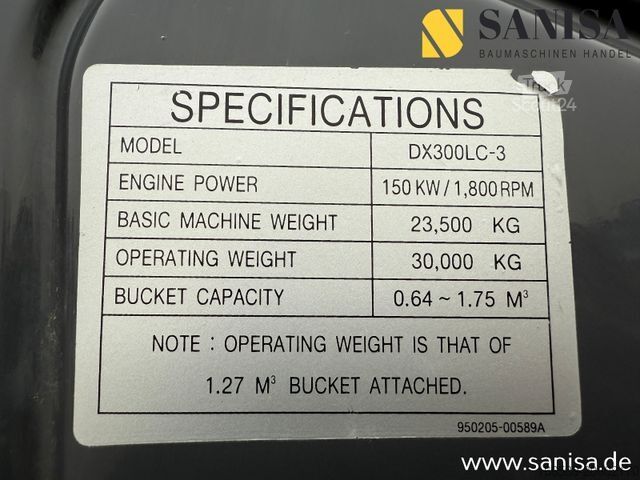 SANISA
BAUMASCHINEN HANDEL
Truck
Scout24
SPECIFICATIONS
MODEL DX300LC-3
ENGINE POWER 150 KW / 1,800 RPM
BASIC MACHINE WEIGHT 23,500 KG
OPERATING WEIGHT 30,000 KG
BUCKET CAPACITY 0.64 ~ 1.75 M³
NOTE : OPERATING WEIGHT IS THAT OF
1.27 M³ BUCKET ATTACHED.
950205-00589A
www.sanisa.de